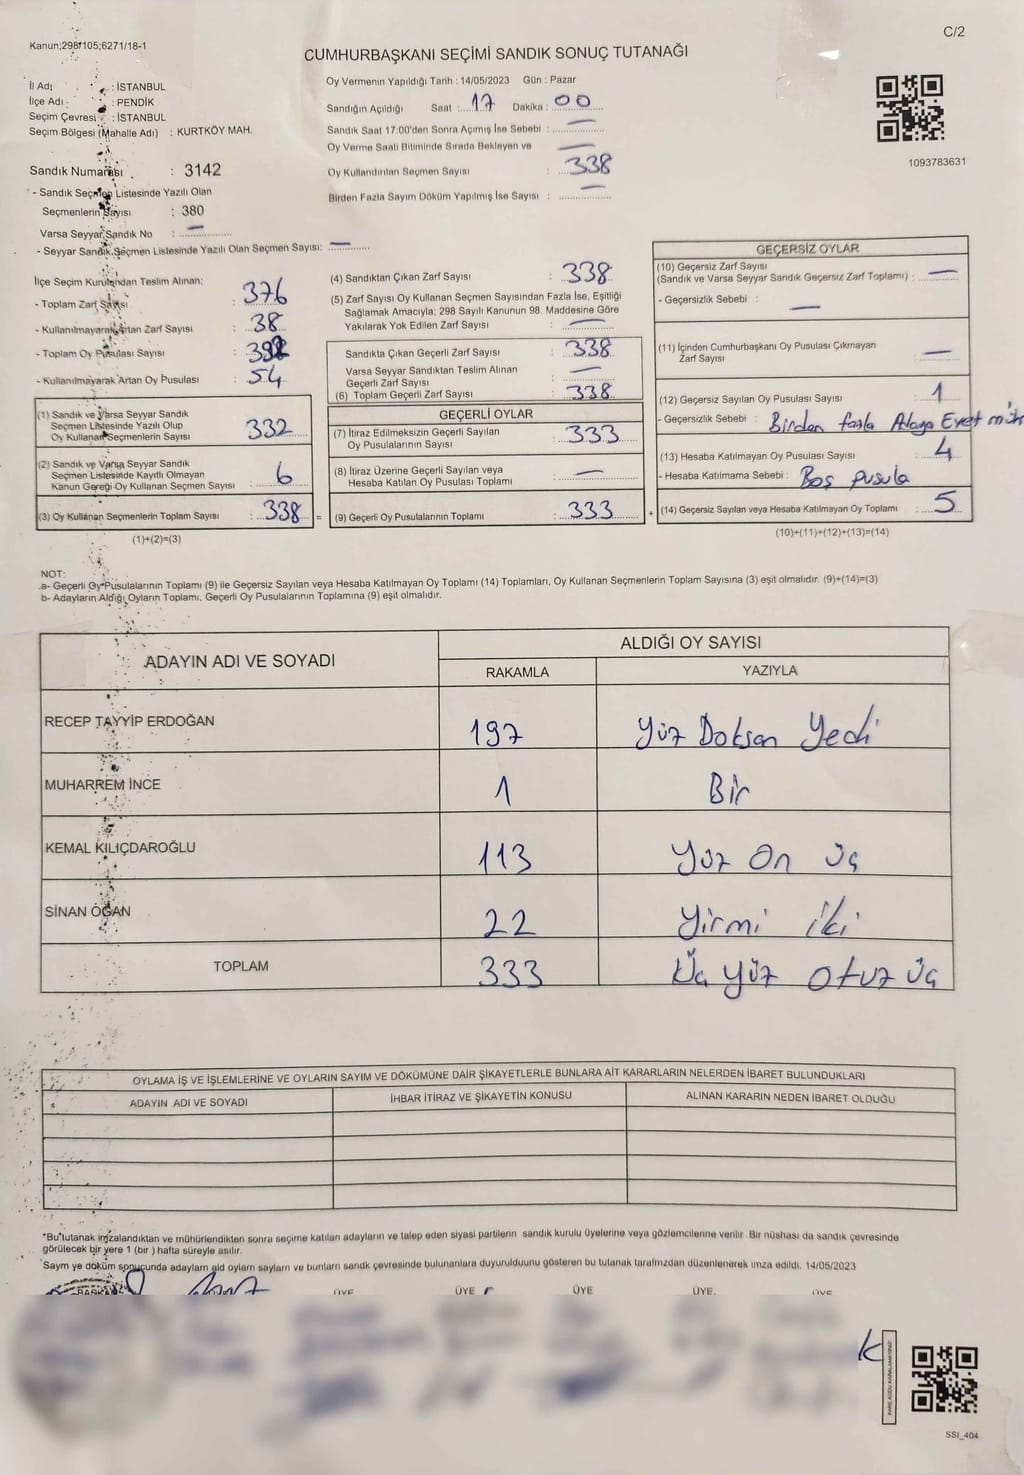 Kanun:298/105;6271/18-1
C/2
CUMHURBAŞKANI SEÇİMİ SANDIK SONUÇ TUTANAĞI
İl Adı : İSTANBUL
İlçe Adı : PENDİK
Seçim Çevresi : İSTANBUL
Seçim Bölgesi (Mahalle Adı) : KURTKÖY MAH.
Sandık Numarası : 3142
- Sandık Seçmen Listesinde Yazılı Olan
Seçmenlerin Sayısı : 380
Varsa Seyyar Sandık No : —
- Seyyar Sandık Seçmen Listesinde Yazılı Olan Seçmen Sayısı: —
Oy Vermenin Yapıldığı Tarih : 14/05/2023 Gün : Pazar
Sandığın Açıldığı Saat : 17 Dakika : 00
Sandık Saat 17:00'den Sonra Açılmış İse Sebebi : —
Oy Verme Saati Bitiminde Sırada Bekleyen ve —
Oy Kullandırılan Seçmen Sayısı : 338
Birden Fazla Sayım Döküm Yapılmış İse Sayısı : —
1093783631
İlçe Seçim Kurulundan Teslim Alınan:
- Toplam Zarf Sayısı : 376
- Kullanılmayarak Artan Zarf Sayısı : 38
- Toplam Oy Pusulası Sayısı : 392
- Kullanılmayarak Artan Oy Pusulası : 54
(1) Sandık ve Varsa Seyyar Sandık
Seçmen Listesinde Yazılı Olup
Oy Kullanan Seçmenlerin Sayısı : 332
(2) Sandık ve Varsa Seyyar Sandık
Seçmen Listesinde Kayıtlı Olmayan
Kanun Gereği Oy Kullanan Seçmen Sayısı : 6
(3) Oy Kullanan Seçmenlerin Toplam Sayısı : 338 =
(1)+(2)=(3)
(4) Sandıktan Çıkan Zarf Sayısı : 338
(5) Zarf Sayısı Oy Kullanan Seçmen Sayısından Fazla İse, Eşitliği
Sağlamak Amacıyla; 298 Sayılı Kanunun 98. Maddesine Göre
Yakılarak Yok Edilen Zarf Sayısı : —
Sandıkta Çıkan Geçerli Zarf Sayısı : 338
Varsa Seyyar Sandıktan Teslim Alınan
Geçerli Zarf Sayısı : —
(6) Toplam Geçerli Zarf Sayısı : 338
GEÇERLİ OYLAR
(7) İtiraz Edilmeksizin Geçerli Sayılan
Oy Pusulalarının Sayısı : 333
(8) İtiraz Üzerine Geçerli Sayılan veya
Hesaba Katılan Oy Pusulası Toplamı : —
(9) Geçerli Oy Pusulalarının Toplamı : 333 +
GEÇERSİZ OYLAR
(10) Geçersiz Zarf Sayısı
(Sandık ve Varsa Seyyar Sandık Geçersiz Zarf Toplamı) : —
- Geçersizlik Sebebi : —
(11) İçinden Cumhurbaşkanı Oy Pusulası Çıkmayan
Zarf Sayısı : —
(12) Geçersiz Sayılan Oy Pusulası Sayısı : 1
- Geçersizlik Sebebi : Birden fazla Adaya Evet
(13) Hesaba Katılmayan Oy Pusulası Sayısı : 4
- Hesaba Katılmama Sebebi : Boş Pusula
(14) Geçersiz Sayılan veya Hesaba Katılmayan Oy Toplamı : 5
(10)+(11)+(12)+(13)=(14)
NOT:
a- Geçerli Oy Pusulalarının Toplamı (9) ile Geçersiz Sayılan veya Hesaba Katılmayan Oy Toplamı (14) Toplamları, Oy Kullanan Seçmenlerin Toplam Sayısına (3) eşit olmalıdır. (9)+(14)=(3)
b- Adayların Aldığı Oyların Toplamı, Geçerli Oy Pusulalarının Toplamına (9) eşit olmalıdır.
ADAYIN ADI VE SOYADI
ALDIĞI OY SAYISI
RAKAMLA YAZIYLA
RECEP TAYYİP ERDOĞAN 197 Yüz Doksan Yedi
MUHARREM İNCE 1 Bir
KEMAL KILIÇDAROĞLU 113 Yüz On Üç
SİNAN OĞAN 22 Yirmi iki
TOPLAM 333 Üç yüz otuz üç
OYLAMA İŞ VE İŞLEMLERİNE VE OYLARIN SAYIM VE DÖKÜMÜNE DAİR ŞİKAYETLERLE BUNLARA AİT KARARLARIN NELERDEN İBARET BULUNDUKLARI
ADAYIN ADI VE SOYADI İHBAR İTİRAZ VE ŞİKAYETİN KONUSU ALINAN KARARIN NEDEN İBARET OLDUĞU
*Bu tutanak imzalandıktan ve mühürlendikten sonra seçime katılan adayların ve talep eden siyasi partilerin sandık kurulu üyelerine veya gözlemcilerine verilir. Bir nüshası da sandık çevresinde
görülecek bir yere 1 (bir ) hafta süreyle asılır.
Saym ye döküm sonucunda adaylarn ald oylarn saylarn ve bunlarn sandk çevresinde bulunanlara duyurulduunu gösteren bu tutanak tarafmzdan düzenlenerek imza edildi. 14/05/2023
BAŞKAN ÜYE ÜYE ÜYE ÜYE ÜYE
SSI_404